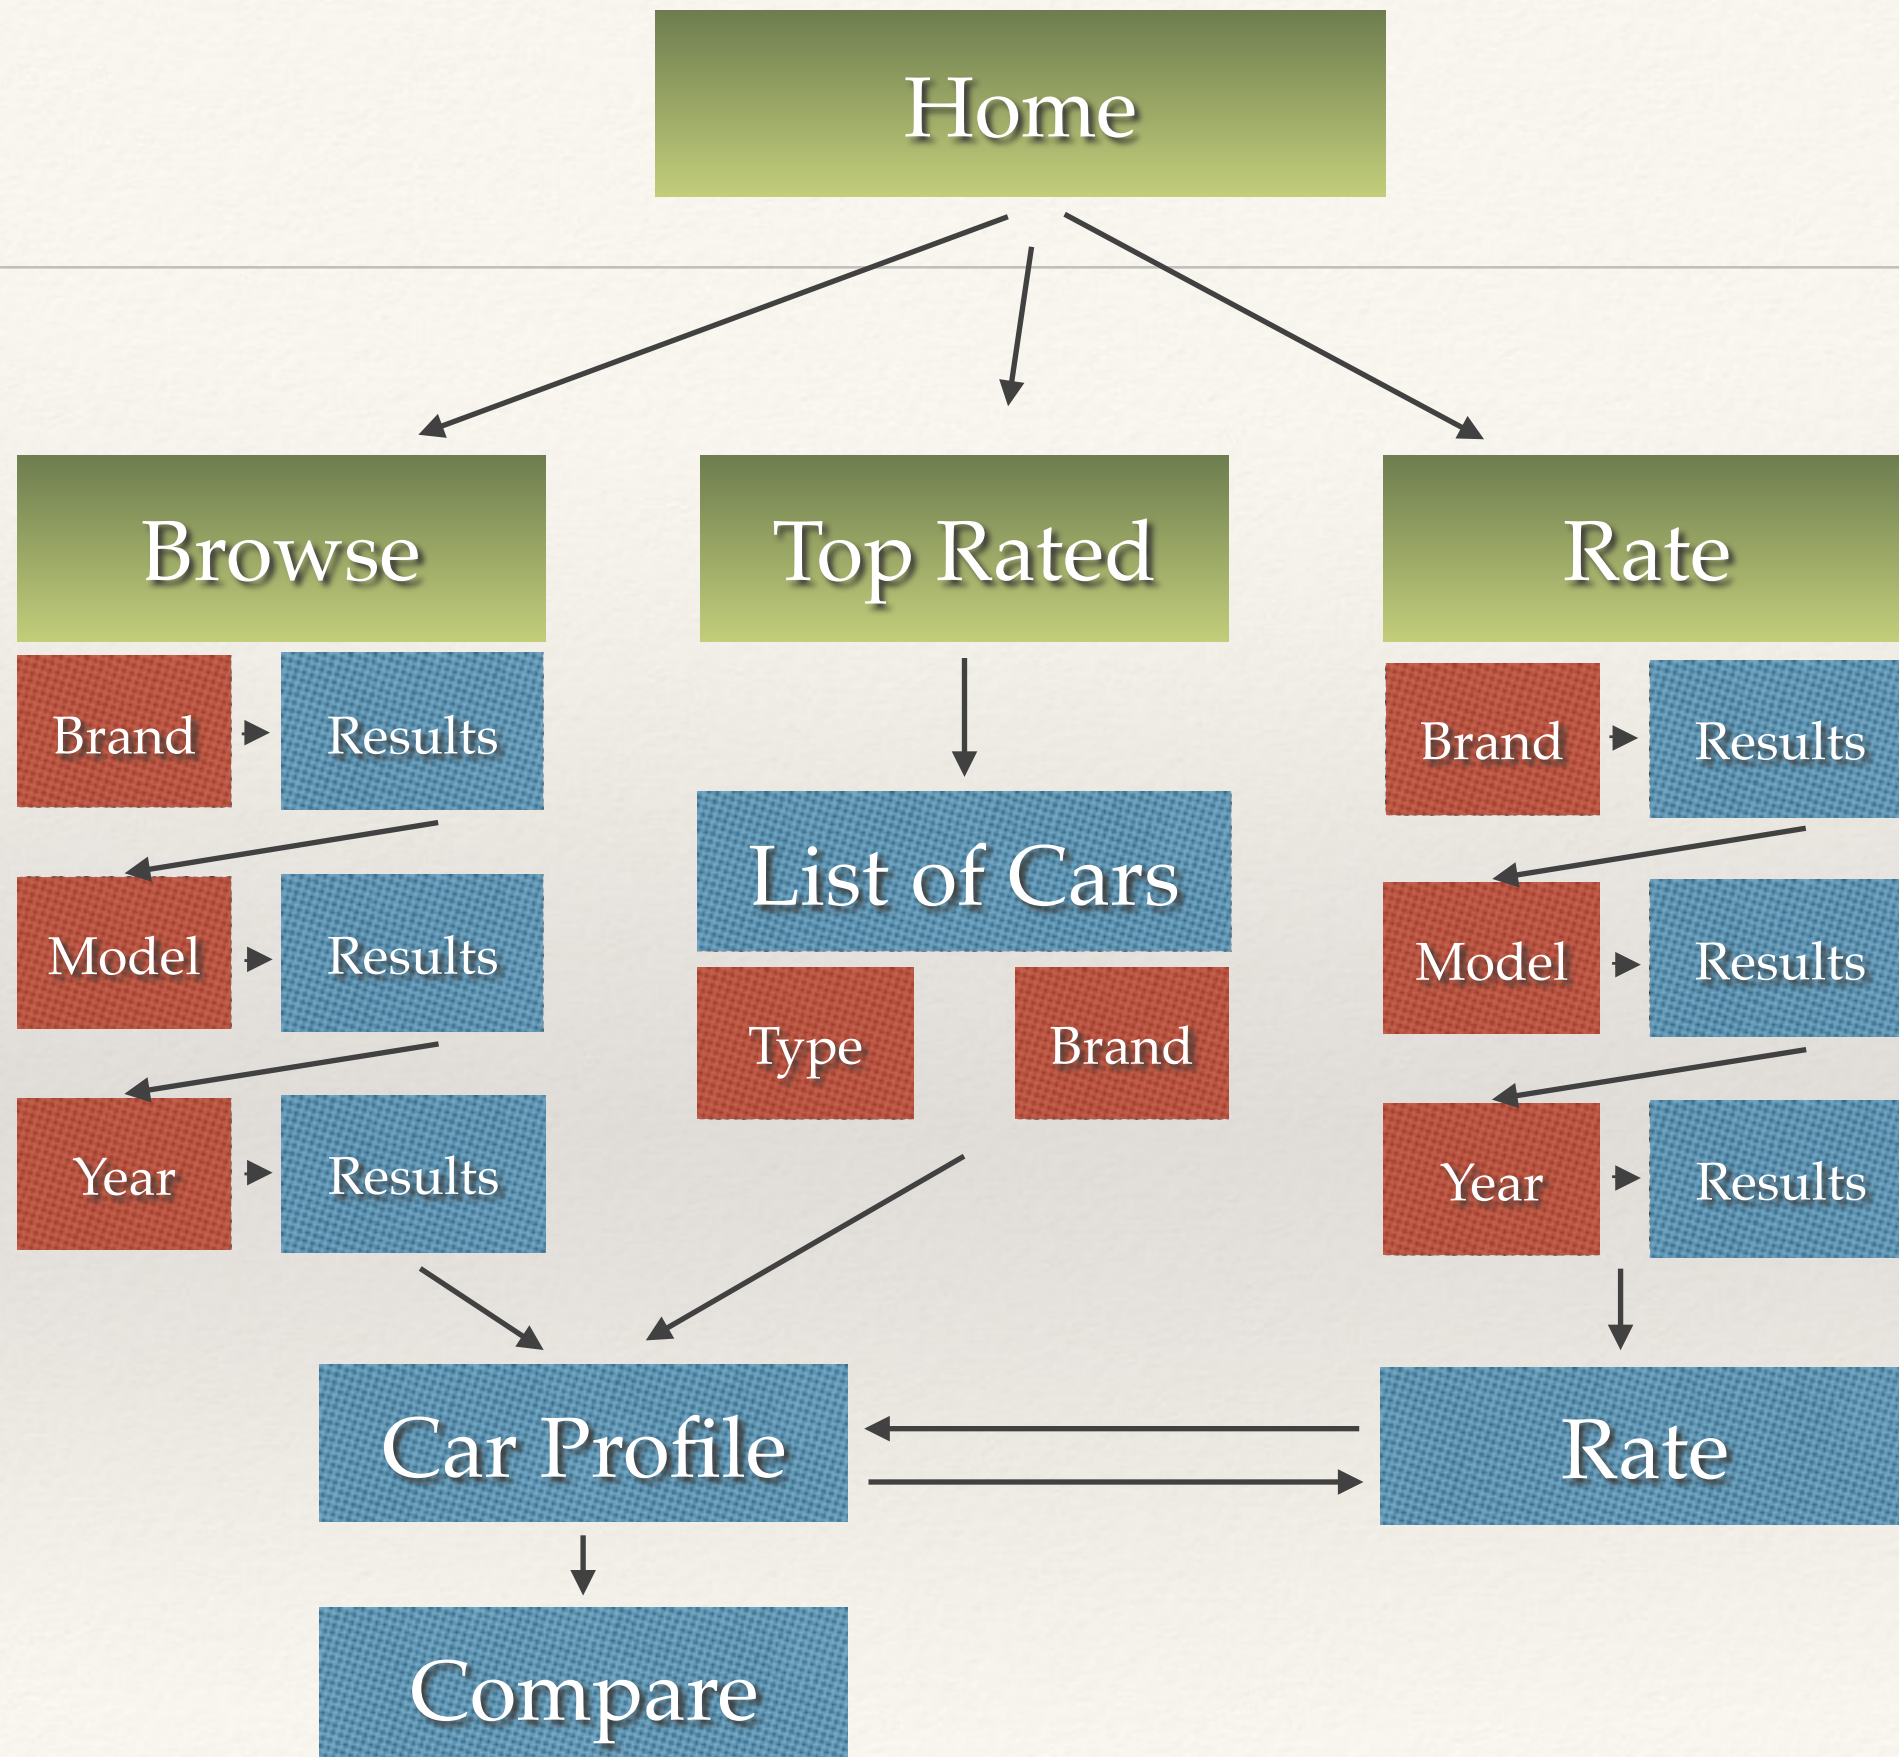 Home
Browse
Top Rated
Rate
Brand
Results
Model
Results
Year
Results
List of Cars
Type
Brand
Brand
Results
Model
Results
Year
Results
Car Profile
Rate
Compare